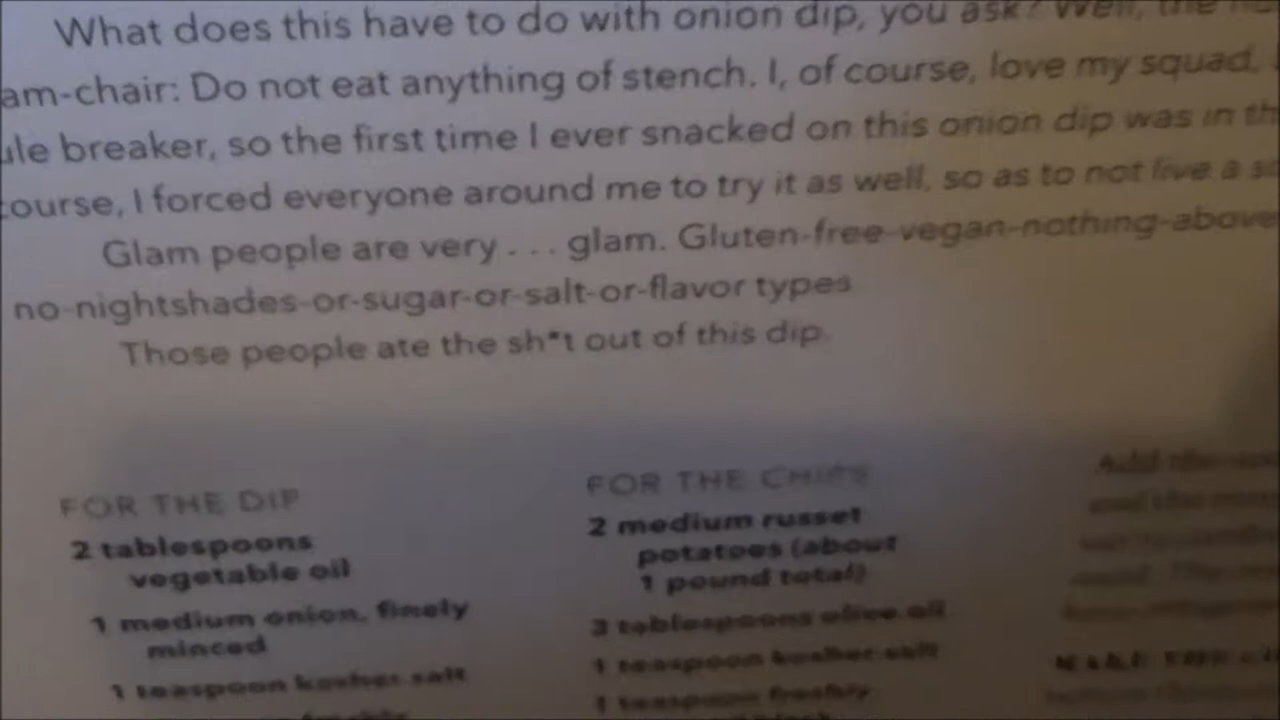 What does this have to do with onion dip, you ask? Well, the
am-chair: Do not eat anything of stench. I, of course, love my squad,
ule breaker, so the first time I ever snacked on this onion dip was in th
course, I forced everyone around me to try it as well, so as to not live a
Glam people are very . . . glam. Gluten-free-vegan-nothing-above
no-nightshades-or-sugar-or-salt-or-flavor types
Those people ate the sh*t out of this dip.
FOR THE DIP
2 tablespoons
vegetable oil
1 medium onion, finely
minced
1 teaspoon kosher salt
freshly
FOR THE CHIPS
2 medium russet
potatoes (about
1 pound total)
3 tablespoons olive oil
1 teaspoon kosher salt
1 teaspoon freshly